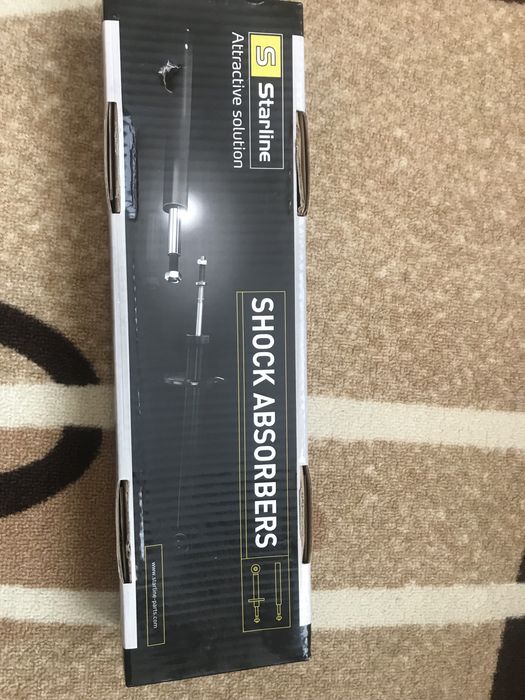 S Starline
Attractive solution
SHOCK ABSORBERS
www.starline-parts.com